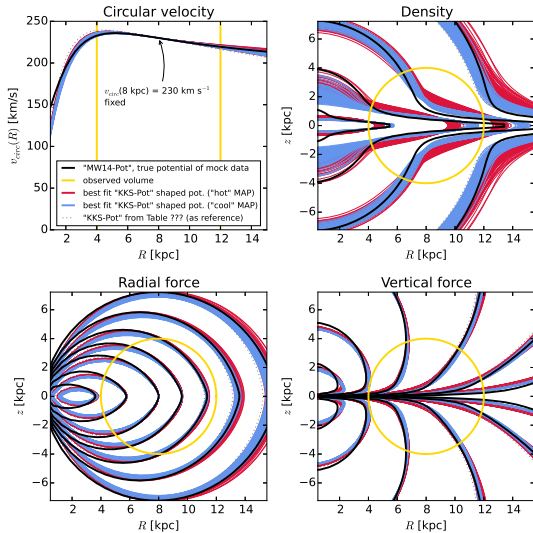 Circular velocity
250
200
150
100
50
0
v_circ(R) [km/s]
v_circ(8 kpc) = 230 km s⁻¹
fixed
"MW14-Pot", true potential of mock data
observed volume
best fit "KKS-Pot" shaped pot. ("hot" MAP)
best fit "KKS-Pot" shaped pot. ("cool" MAP)
"KKS-Pot" from Table ??? (as reference)
2 4 6 8 10 12 14
R [kpc]
Density
6
4
2
0
−2
−4
−6
z [kpc]
2 4 6 8 10 12 14
R [kpc]
Radial force
6
4
2
0
−2
−4
−6
z [kpc]
2 4 6 8 10 12 14
R [kpc]
Vertical force
6
4
2
0
−2
−4
−6
z [kpc]
2 4 6 8 10 12 14
R [kpc]